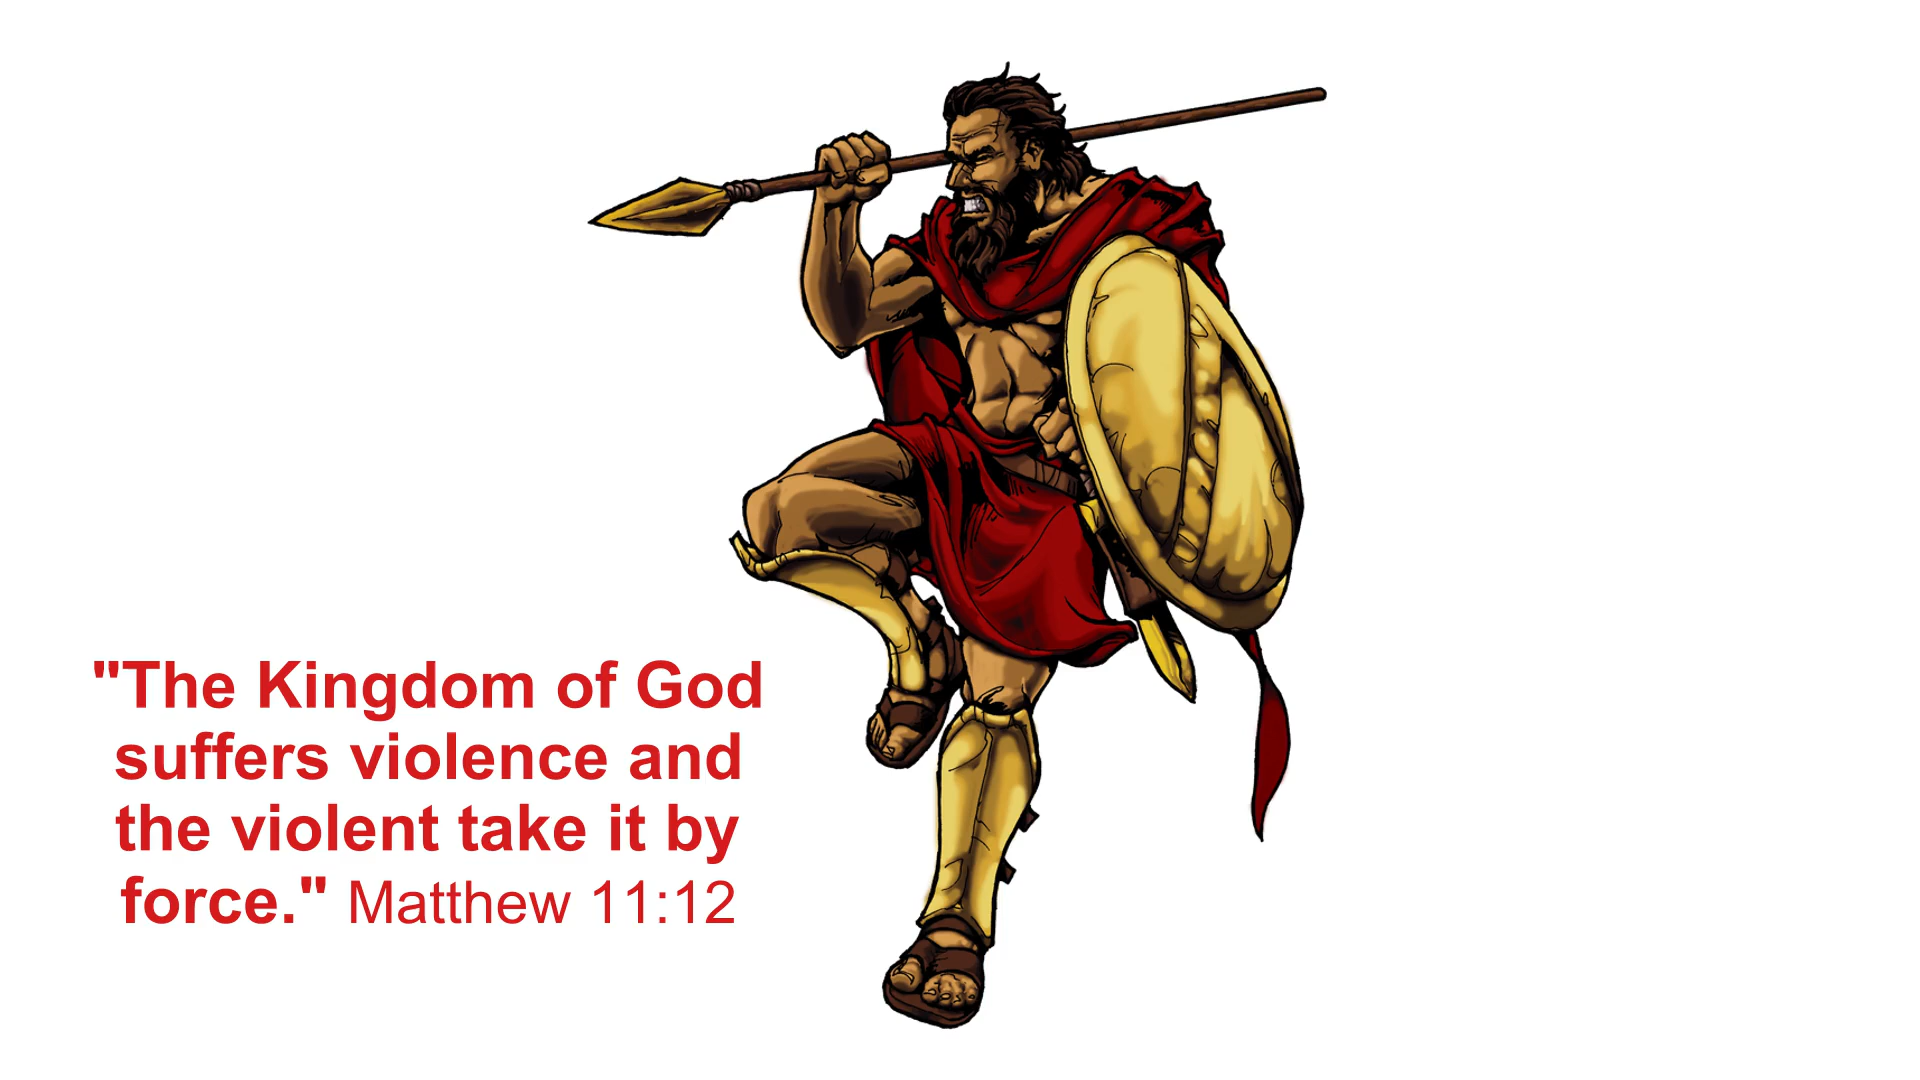 "The Kingdom of God
suffers violence and
the violent take it by
force." Matthew 11:12